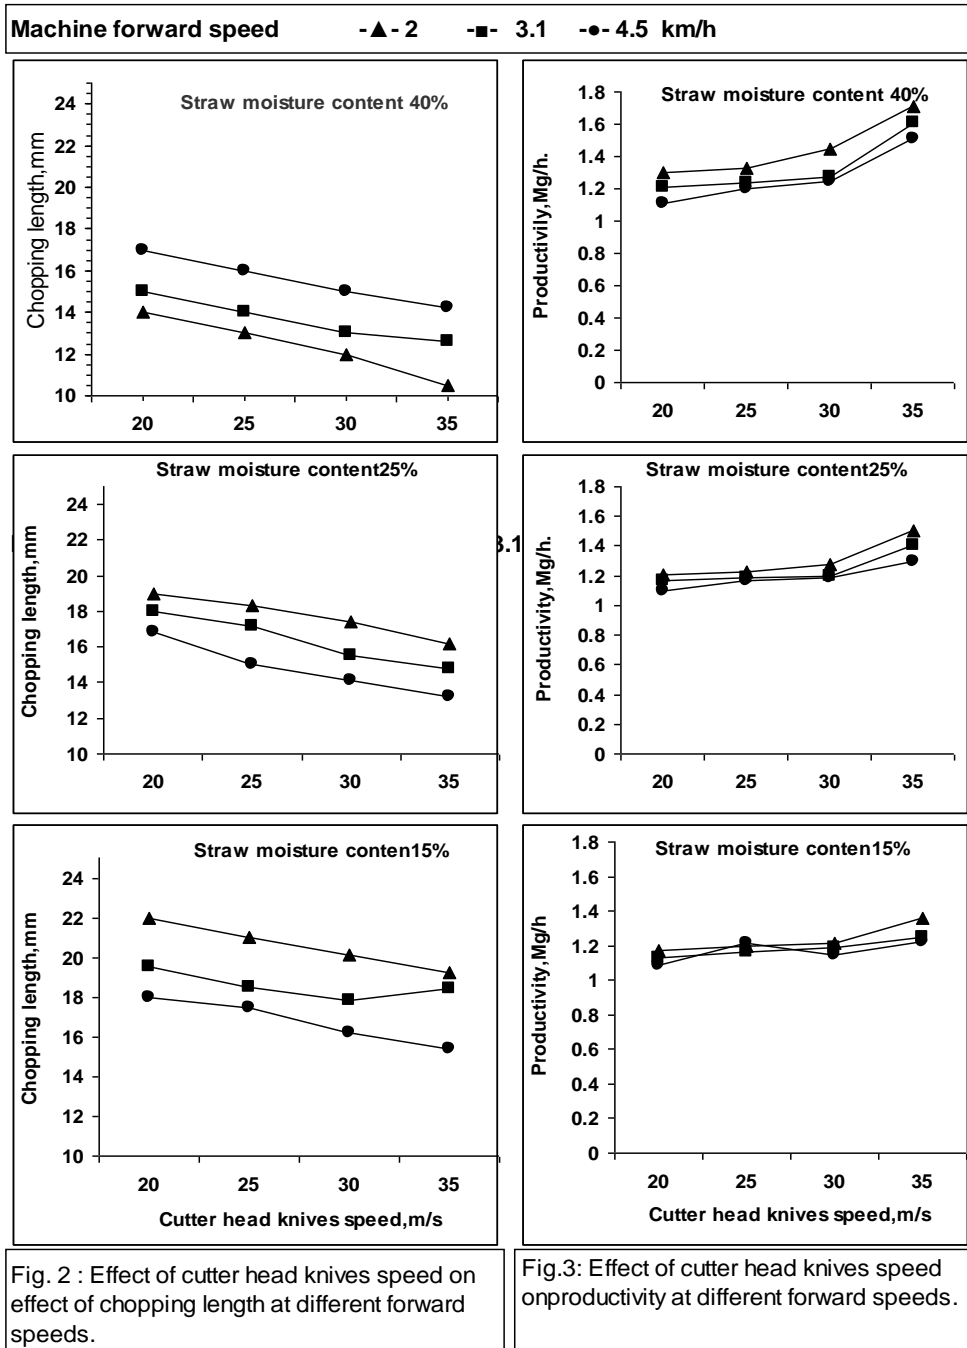 Machine forward speed -▲- 2 -■- 3.1 -●- 4.5 km/h
Straw moisture content 40%
Chopping length,mm
24
22
20
18
16
14
12
10
20 25 30 35
Straw moisture content 40%
Productivily,Mg/h.
1.8
1.6
1.4
1.2
1
0.8
0.6
0.4
0.2
0
20 25 30 35
Straw moisture content25%
Chopping length,mm
24
22
20
18
16
14
12
10
20 25 30 35
3.1
Straw moisture content25%
Productivity,Mg/h.
1.8
1.6
1.4
1.2
1
0.8
0.6
0.4
0.2
0
20 25 30 35
Straw moisture conten15%
Chopping length,mm
24
22
20
18
16
14
12
10
20 25 30 35
Cutter head knives speed,m/s
Straw moisture conten15%
Productivity,Mg/h
1.8
1.6
1.4
1.2
1
0.8
0.6
0.4
0.2
0
20 25 30 35
Cutter head knives speed,m/s
Fig. 2 : Effect of cutter head knives speed on
effect of chopping length at different forward
speeds.
Fig.3: Effect of cutter head knives speed
onproductivity at different forward speeds.